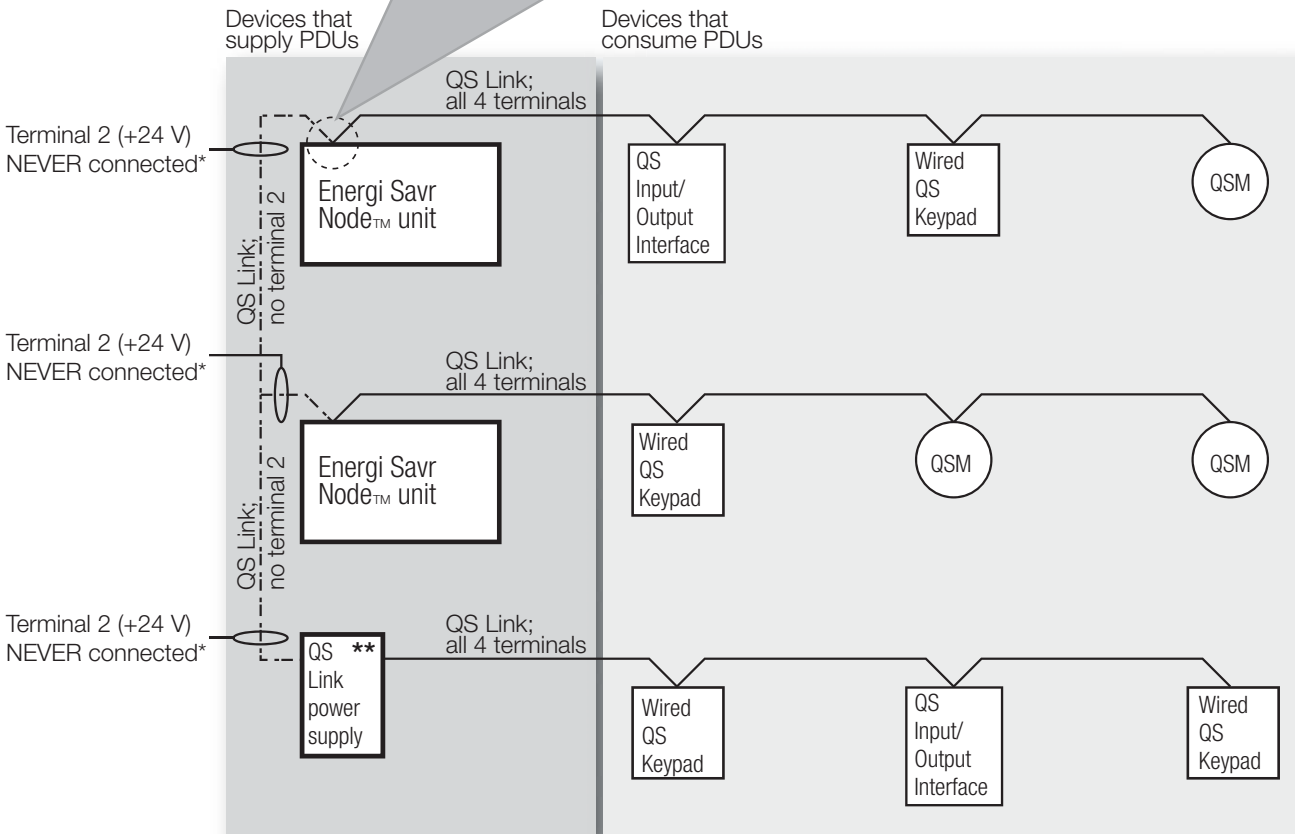 Devices that
supply PDUs
Devices that
consume PDUs
QS Link;
all 4 terminals
Terminal 2 (+24 V)
NEVER connected*
QS Link;
no terminal 2
Energi Savr
Node™ unit
QS
Input/
Output
Interface
Wired
QS
Keypad
QSM
Terminal 2 (+24 V)
NEVER connected*
QS Link;
all 4 terminals
QS Link;
no terminal 2
Energi Savr
Node™ unit
Wired
QS
Keypad
QSM
QSM
Terminal 2 (+24 V)
NEVER connected*
QS Link;
all 4 terminals
QS **
Link
power
supply
Wired
QS
Keypad
QS
Input/
Output
Interface
Wired
QS
Keypad